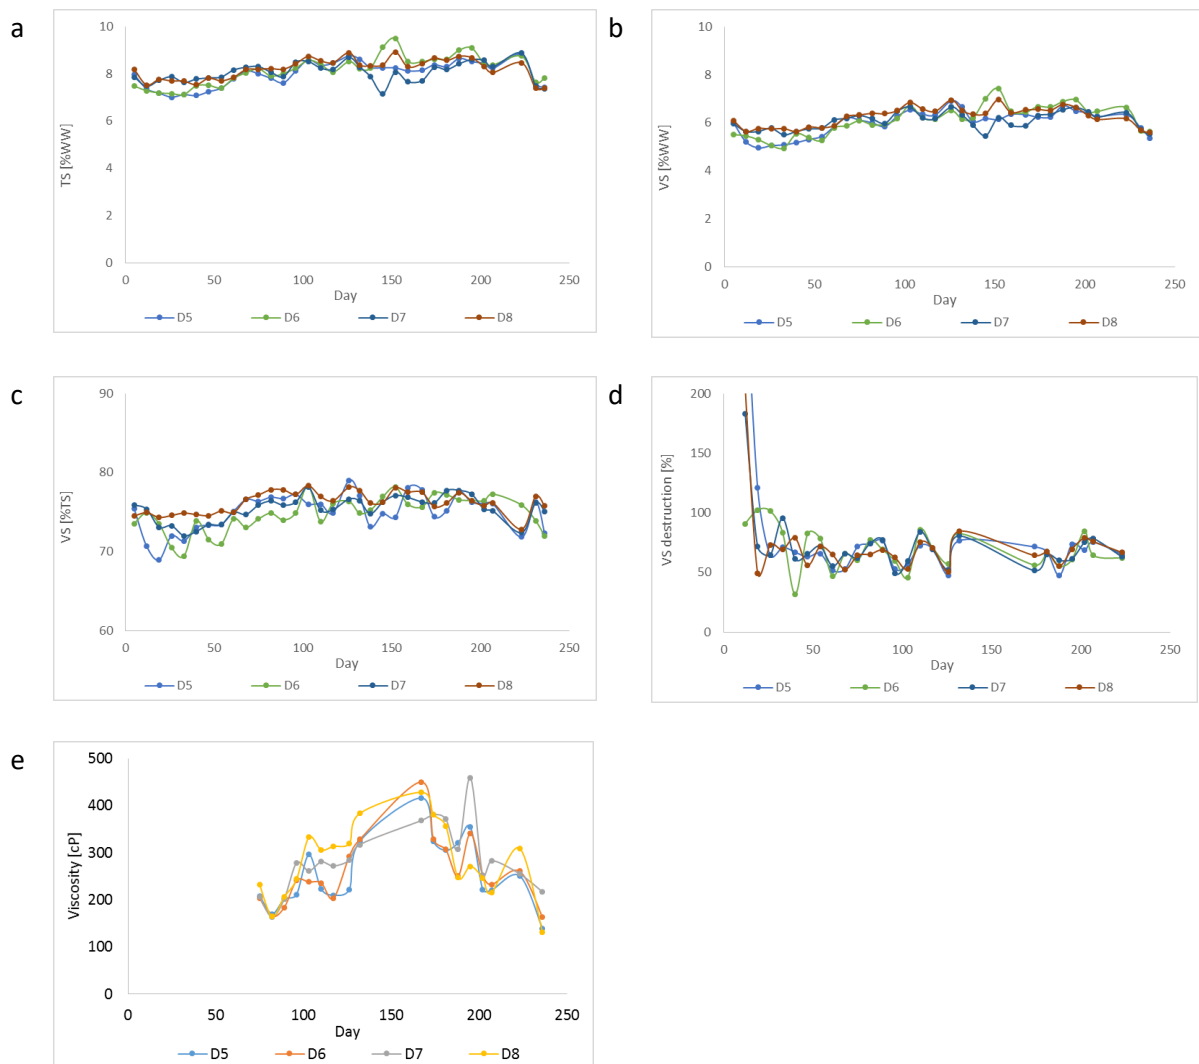 a
10
8
6
4
2
0
TS [%WW]
0 50 100 150 200 250
Day
D5 D6 D7 D8
b
10
8
6
4
2
0
VS [%WW]
0 50 100 150 200 250
Day
D5 D6 D7 D8
c
90
80
70
60
VS [%TS]
0 50 100 150 200 250
Day
D5 D6 D7 D8
d
200
150
100
50
0
VS destruction [%]
0 50 100 150 200 250
Day
D5 D6 D7 D8
e
500
400
300
200
100
0
Viscosity [cP]
0 50 100 150 200 250
Day
D5 D6 D7 D8